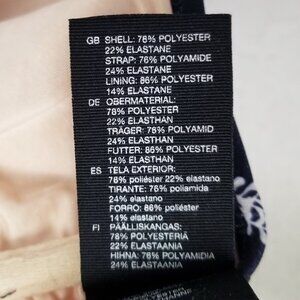 GB SHELL: 78% POLYESTER
22% ELASTANE
STRAP: 76% POLYAMIDE
24% ELASTANE
LINING: 86% POLYESTER
14% ELASTANE
DE OBERMATERIAL:
78% POLYESTER
22% ELASTHAN
TRÄGER: 76% POLYAMID
24% ELASTHAN
FUTTER: 86% POLYESTER
14% ELASTHAN
ES TELA EXTERIOR:
78% poliéster 22% elastano
TIRANTE: 76% poliamida
24% elastano
FORRO: 86% poliéster
14% elastano
FI PÄÄLLISKANGAS:
78% POLYESTERIÄ
22% ELASTAANIA
HIHNA: 76% POLYAMIDIA
24% ELASTAANIA